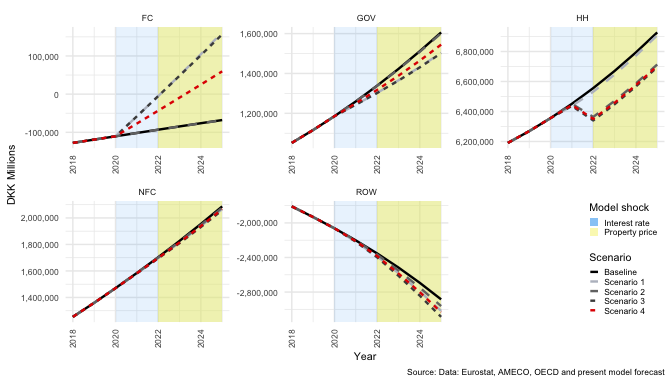 FC
GOV
HH
100,000
0
-100,000
2018
2020
2022
2024
1,600,000
1,400,000
1,200,000
2018
2020
2022
2024
6,800,000
6,600,000
6,400,000
6,200,000
2018
2020
2022
2024
DKK Millions
NFC
ROW
2,000,000
1,800,000
1,600,000
1,400,000
2018
2020
2022
2024
-2,000,000
-2,400,000
-2,800,000
2018
2020
2022
2024
Year
Model shock
Interest rate
Property price
Scenario
Baseline
Scenario 1
Scenario 2
Scenario 3
Scenario 4
Source: Data: Eurostat, AMECO, OECD and present model forecast